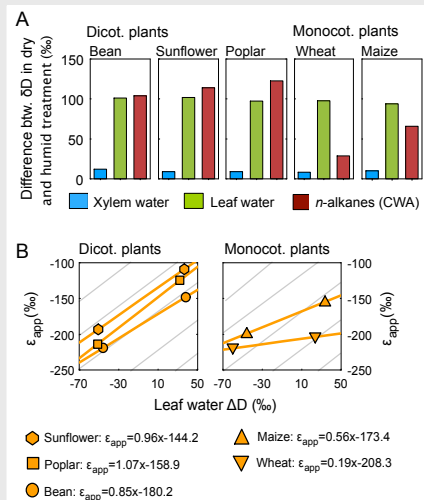 A
Dicot. plants Monocot. plants
Bean Sunflower Poplar Wheat Maize
Difference btw. δD in dry
and humid treatment (‰)
150
100
50
0
Xylem water Leaf water n-alkanes (CWA)
B
Dicot. plants Monocot. plants
-100 -100
-150 -150
-200 -200
-250 -250
εapp(‰) εapp(‰)
-70 -30 10 50 -70 -30 10 50
Leaf water ΔD (‰)
Sunflower: εapp=0.96x-144.2 Maize: εapp=0.56x-173.4
Poplar: εapp=1.07x-158.9 Wheat: εapp=0.19x-208.3
Bean: εapp=0.85x-180.2